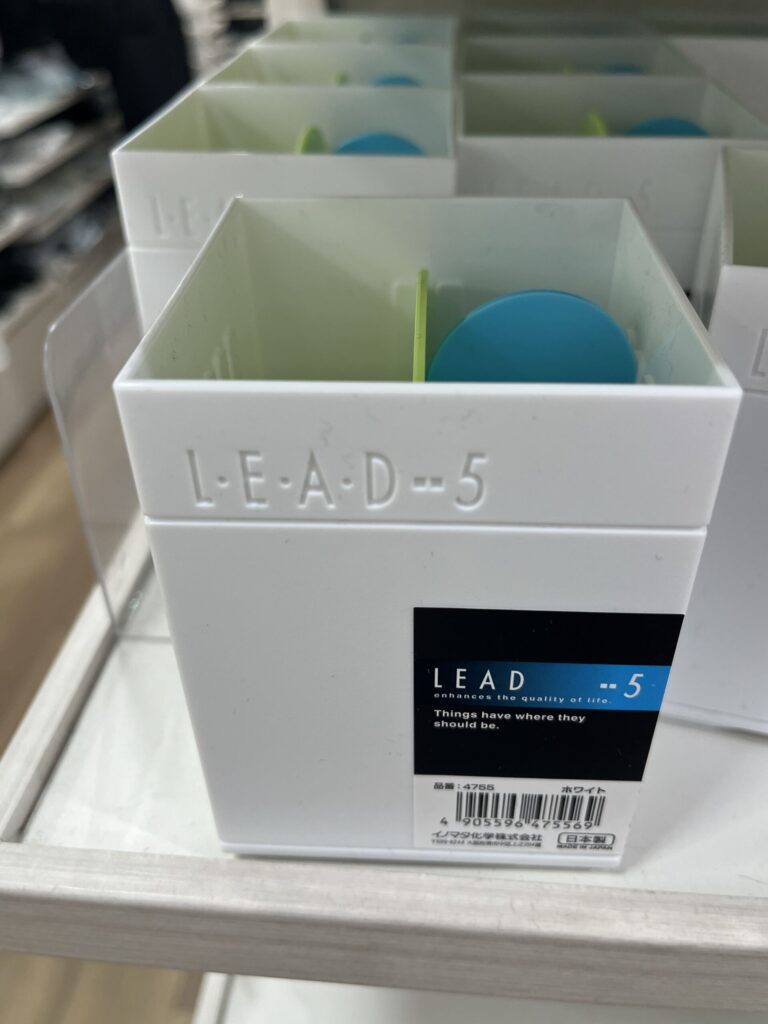 L·E·A·D--5
LEAD --5
enhances the quality of life.
Things have where they
should be.
品番:4755 ホワイト
4 905596 475569
イノマタ化学株式会社
日本製
MADE IN JAPAN